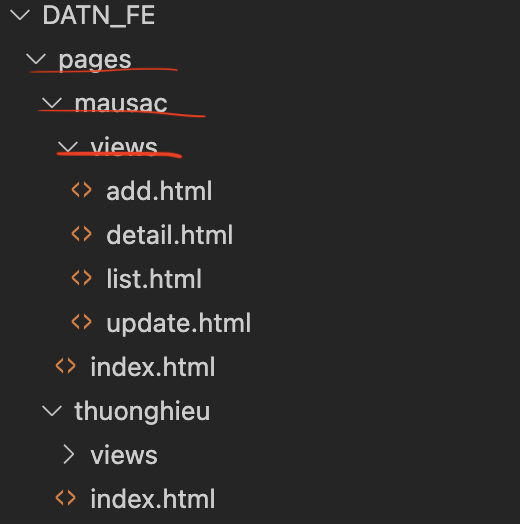 DATN_FE
pages
mausac
views
add.html
detail.html
list.html
update.html
index.html
thuonghieu
views
index.html